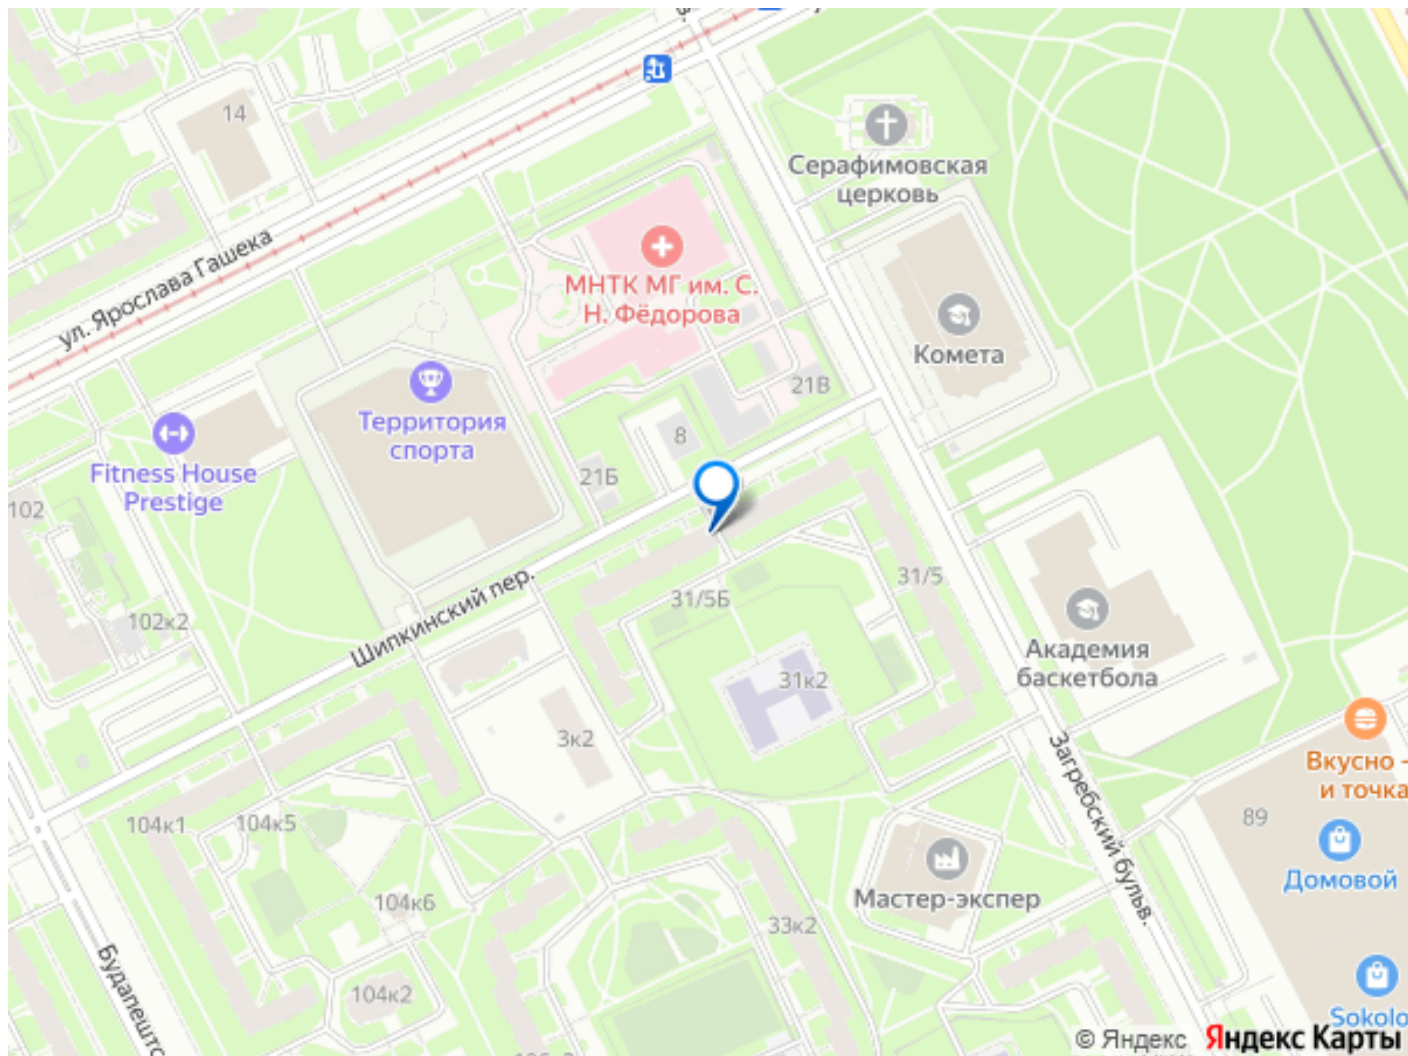 14
Серафимовская
церковь
ул. Ярослава Гашека
МНТК МГ им. С.
Н. Фёдорова
Комета
21В
Территория
спорта
8
Fitness House
Prestige
21Б
102
31/5
Шипкинский пер.
31/5Б
102к2
Академия
баскетбола
31к2
3к2
Загребский бульв.
Вкусно -
и точка
89
104к1
104к5
Домовой
Мастер-экспер
104к6
33к2
Будапештс
104к2
Sokolo
© Яндекс Яндекс Карты